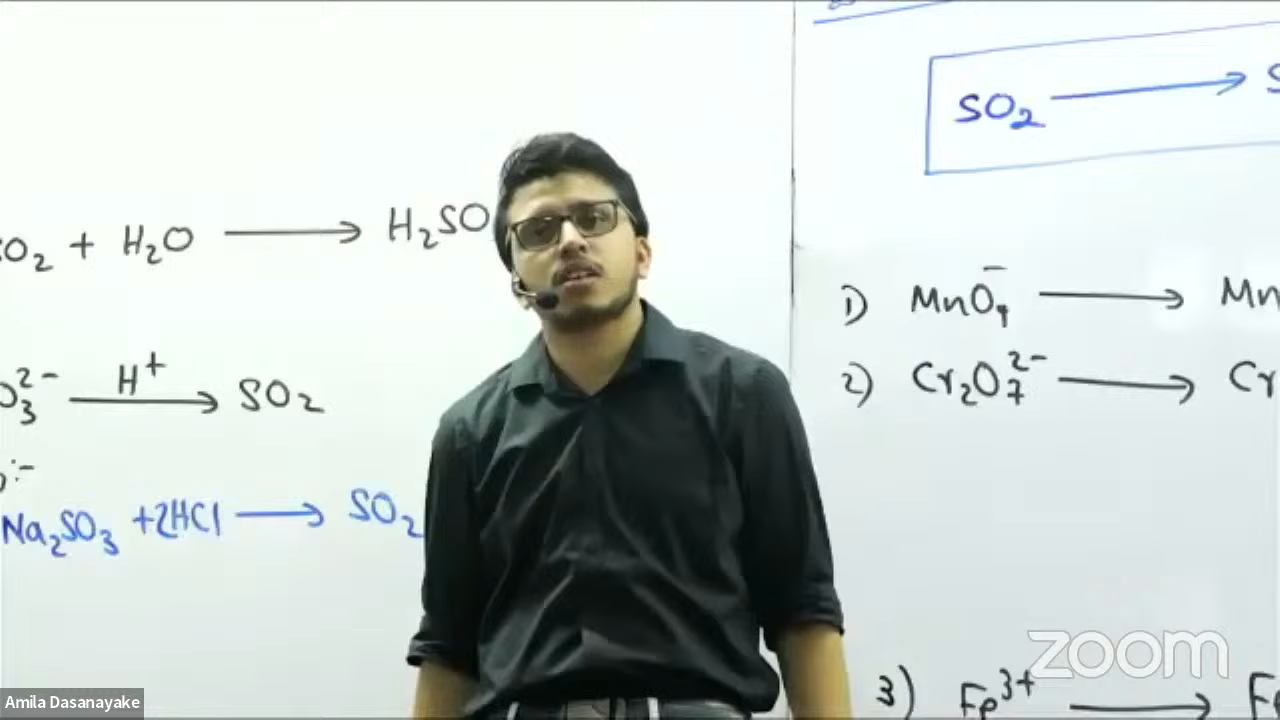 O₂ + H₂O ⟶ H₂SO
O₃²⁻ —H⁺→ SO₂
Na₂SO₃ +2HCl ⟶ SO₂
SO₂ ⟶ S
1) MnO₄⁻ ⟶ Mn
2) Cr₂O₇²⁻ ⟶ Cr
3) Fe³⁺ ⟶ Fe
zoom
Amila Dasanayake